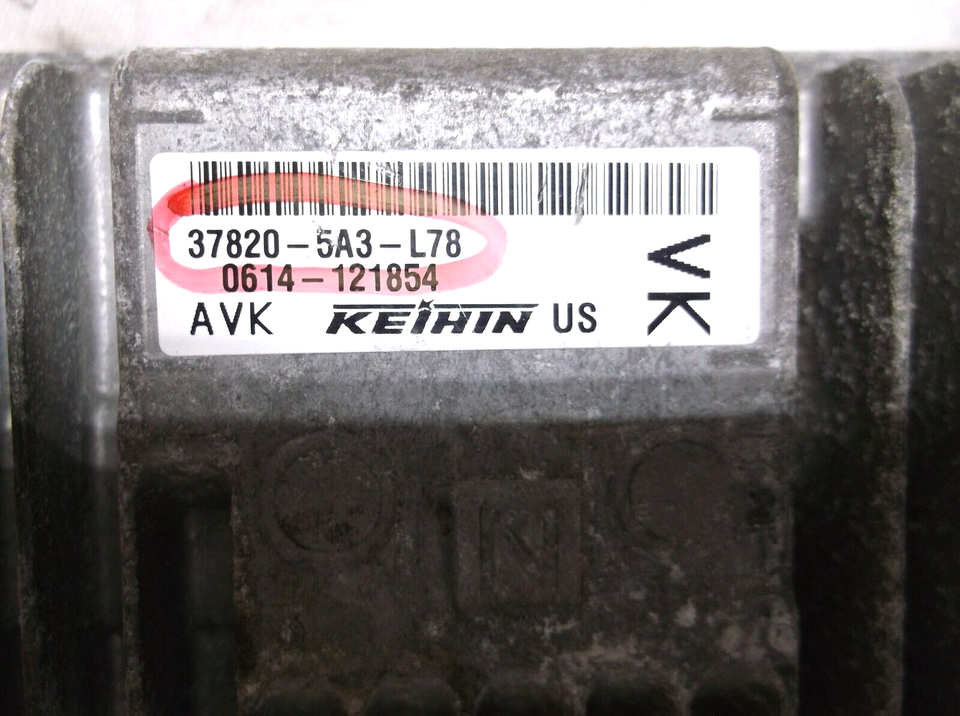 37820-5A3-L78
0614-121854
AVK KEIHIN US
VK
N